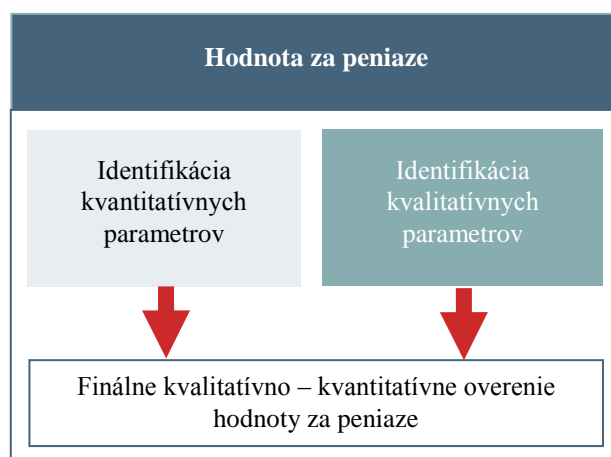 Hodnota za peniaze
Identifikácia
kvantitatívnych
parametrov
Identifikácia
kvalitatívnych
parametrov
Finálne kvalitatívno – kvantitatívne overenie
hodnoty za peniaze